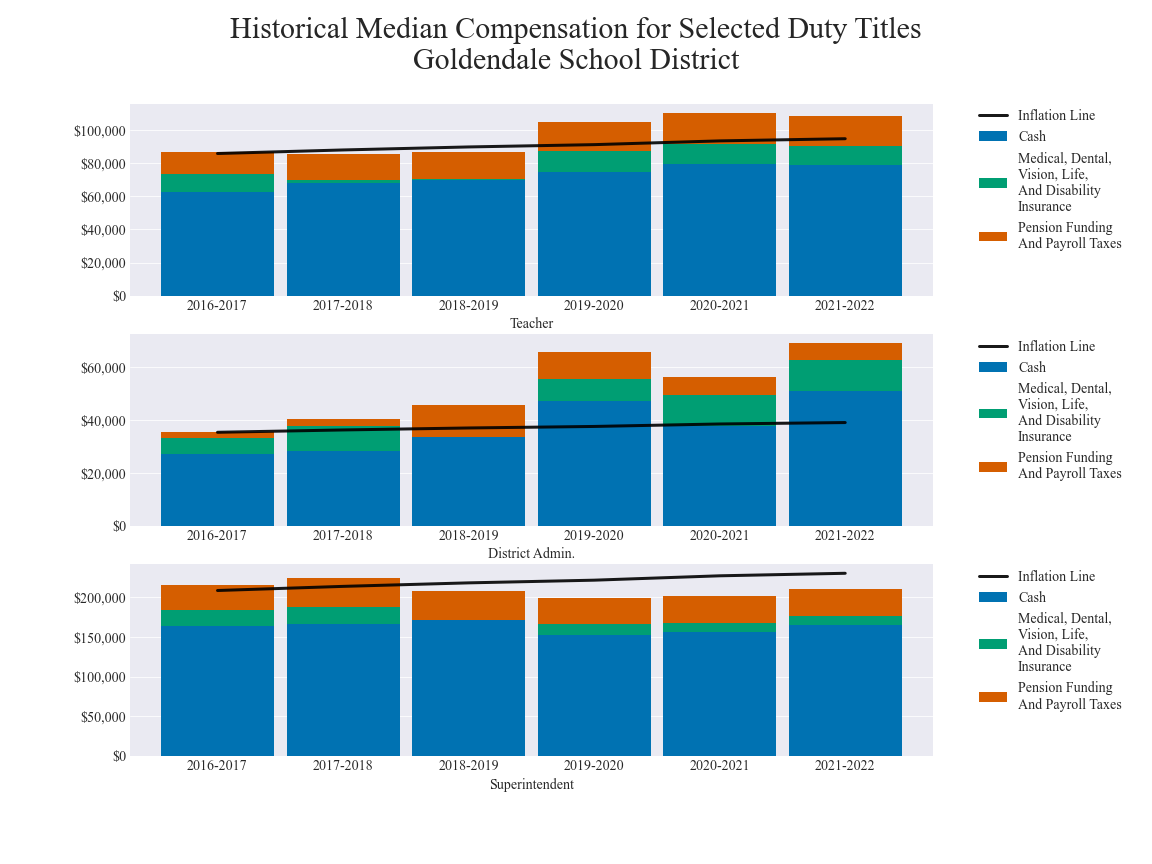 Historical Median Compensation for Selected Duty Titles
Goldendale School District
$100,000
$80,000
$60,000
$40,000
$20,000
$0
2016-2017
2017-2018
2018-2019
2019-2020
2020-2021
2021-2022
Teacher
Inflation Line
Cash
Medical, Dental,
Vision, Life,
And Disability
Insurance
Pension Funding
And Payroll Taxes
$60,000
$40,000
$20,000
$0
2016-2017
2017-2018
2018-2019
2019-2020
2020-2021
2021-2022
District Admin.
Inflation Line
Cash
Medical, Dental,
Vision, Life,
And Disability
Insurance
Pension Funding
And Payroll Taxes
$200,000
$150,000
$100,000
$50,000
$0
2016-2017
2017-2018
2018-2019
2019-2020
2020-2021
2021-2022
Superintendent
Inflation Line
Cash
Medical, Dental,
Vision, Life,
And Disability
Insurance
Pension Funding
And Payroll Taxes